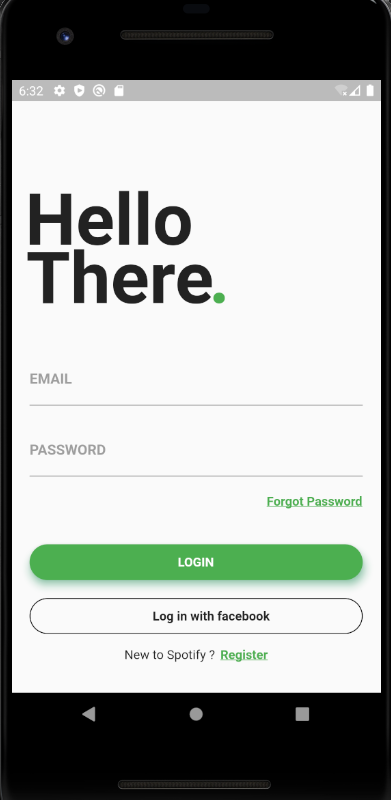 6:32
Hello
There.
EMAIL
PASSWORD
Forgot Password
LOGIN
Log in with facebook
New to Spotify ? Register